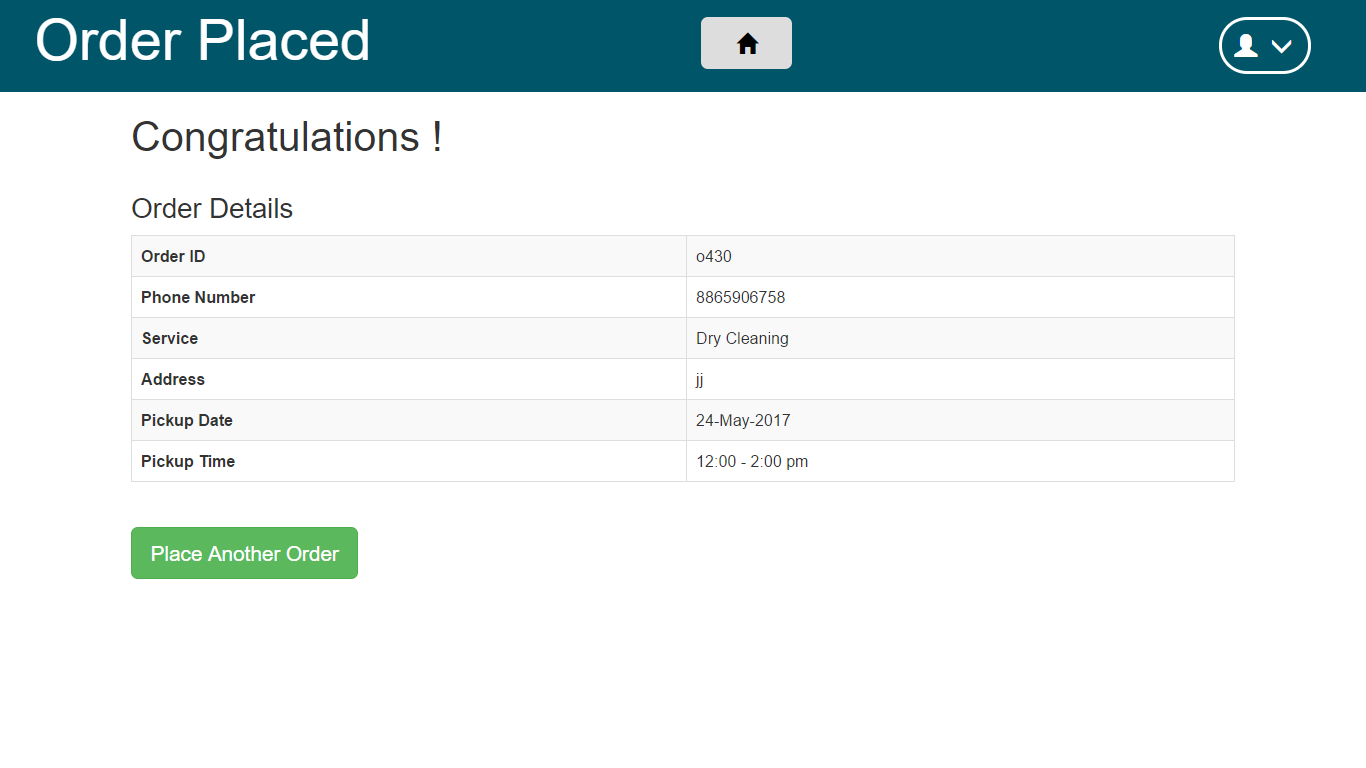 Order Placed
Congratulations !
Order Details
Order ID o430
Phone Number 8865906758
Service Dry Cleaning
Address jj
Pickup Date 24-May-2017
Pickup Time 12:00 - 2:00 pm
Place Another Order